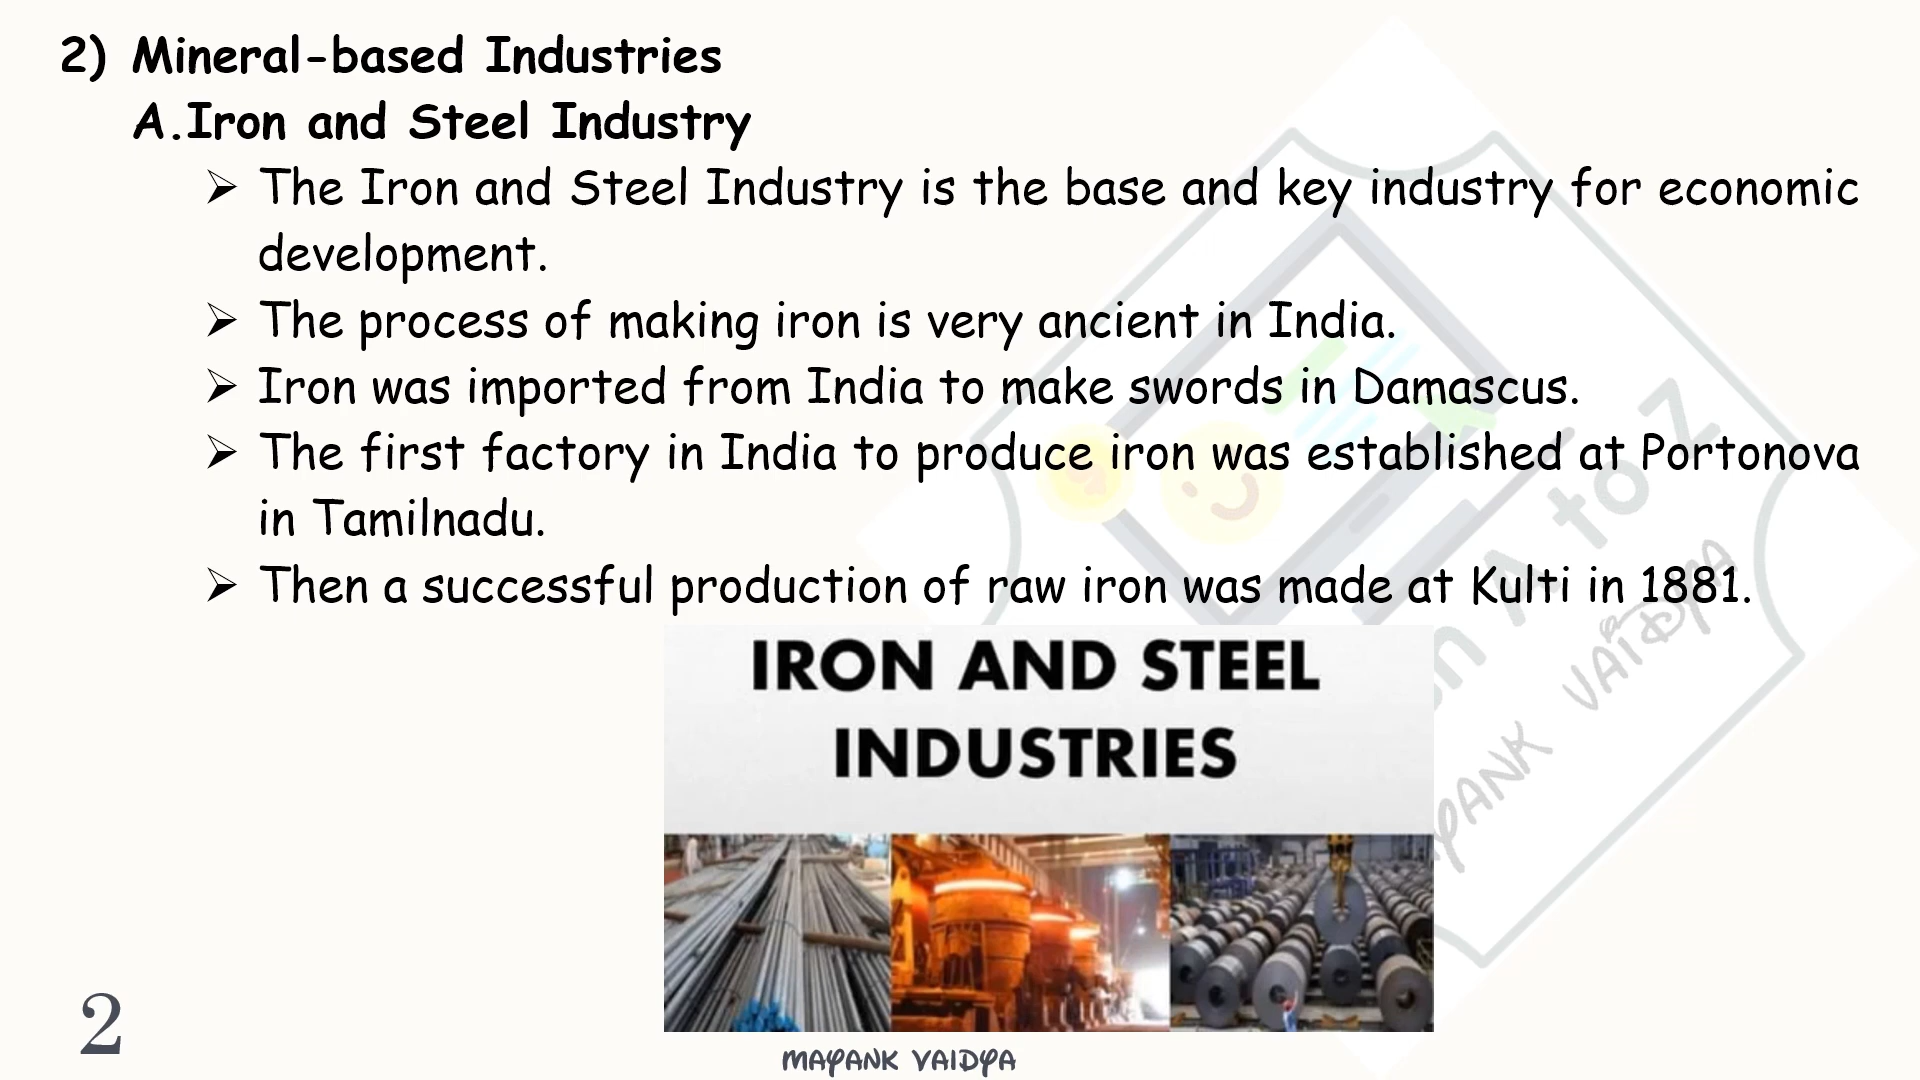 2) Mineral-based Industries
A.Iron and Steel Industry
➢ The Iron and Steel Industry is the base and key industry for economic
development.
➢ The process of making iron is very ancient in India.
➢ Iron was imported from India to make swords in Damascus.
➢ The first factory in India to produce iron was established at Portonova
in Tamilnadu.
➢ Then a successful production of raw iron was made at Kulti in 1881.
IRON AND STEEL
INDUSTRIES
2
MAYANK VAIDYA
A to Z
VAIDYA